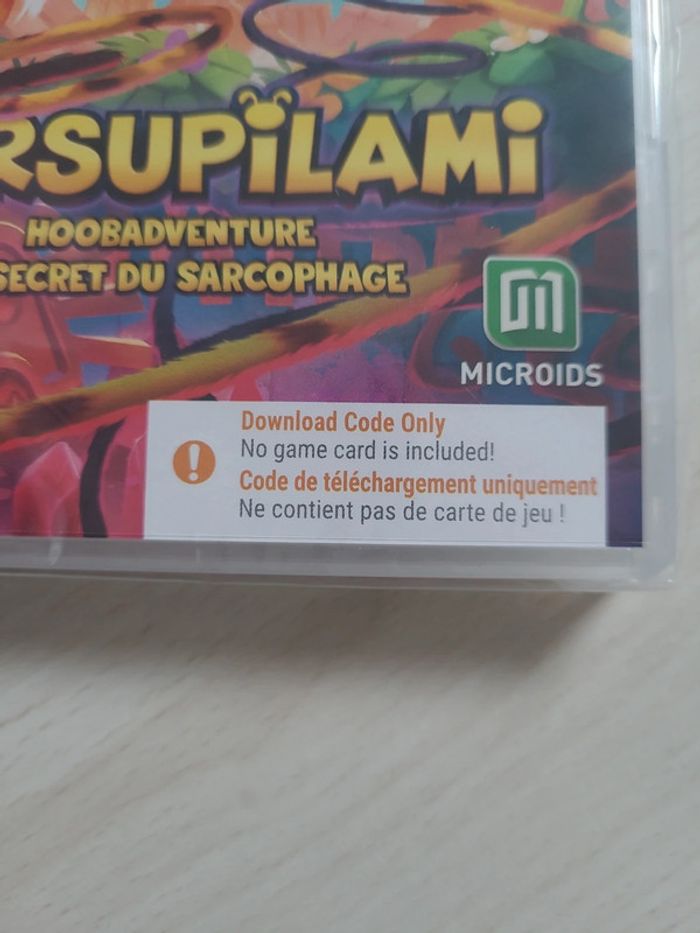 RSUPILAMI
HOOBADVENTURE
SECRET DU SARCOPHAGE
MICROIDS
Download Code Only
No game card is included!
Code de téléchargement uniquement
Ne contient pas de carte de jeu !